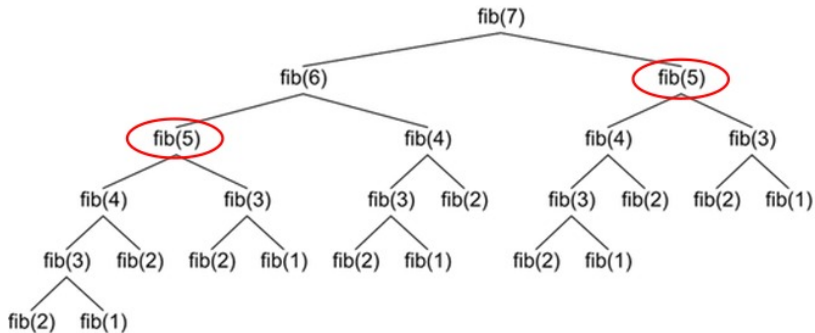 fib(7)
fib(6) fib(5)
fib(5) fib(4) fib(4) fib(3)
fib(4) fib(3) fib(3) fib(2) fib(3) fib(2) fib(2) fib(1)
fib(3) fib(2) fib(2) fib(1) fib(2) fib(1) fib(2) fib(1)
fib(2) fib(1)